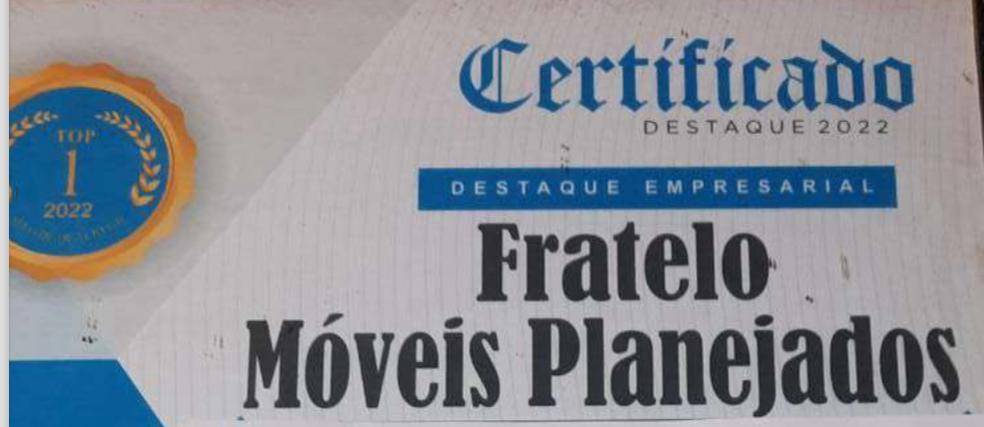 Certificado
DESTAQUE 2022
TOP
1
2022
DESTAQUE EMPRESARIAL
Fratelo
Móveis Planejados